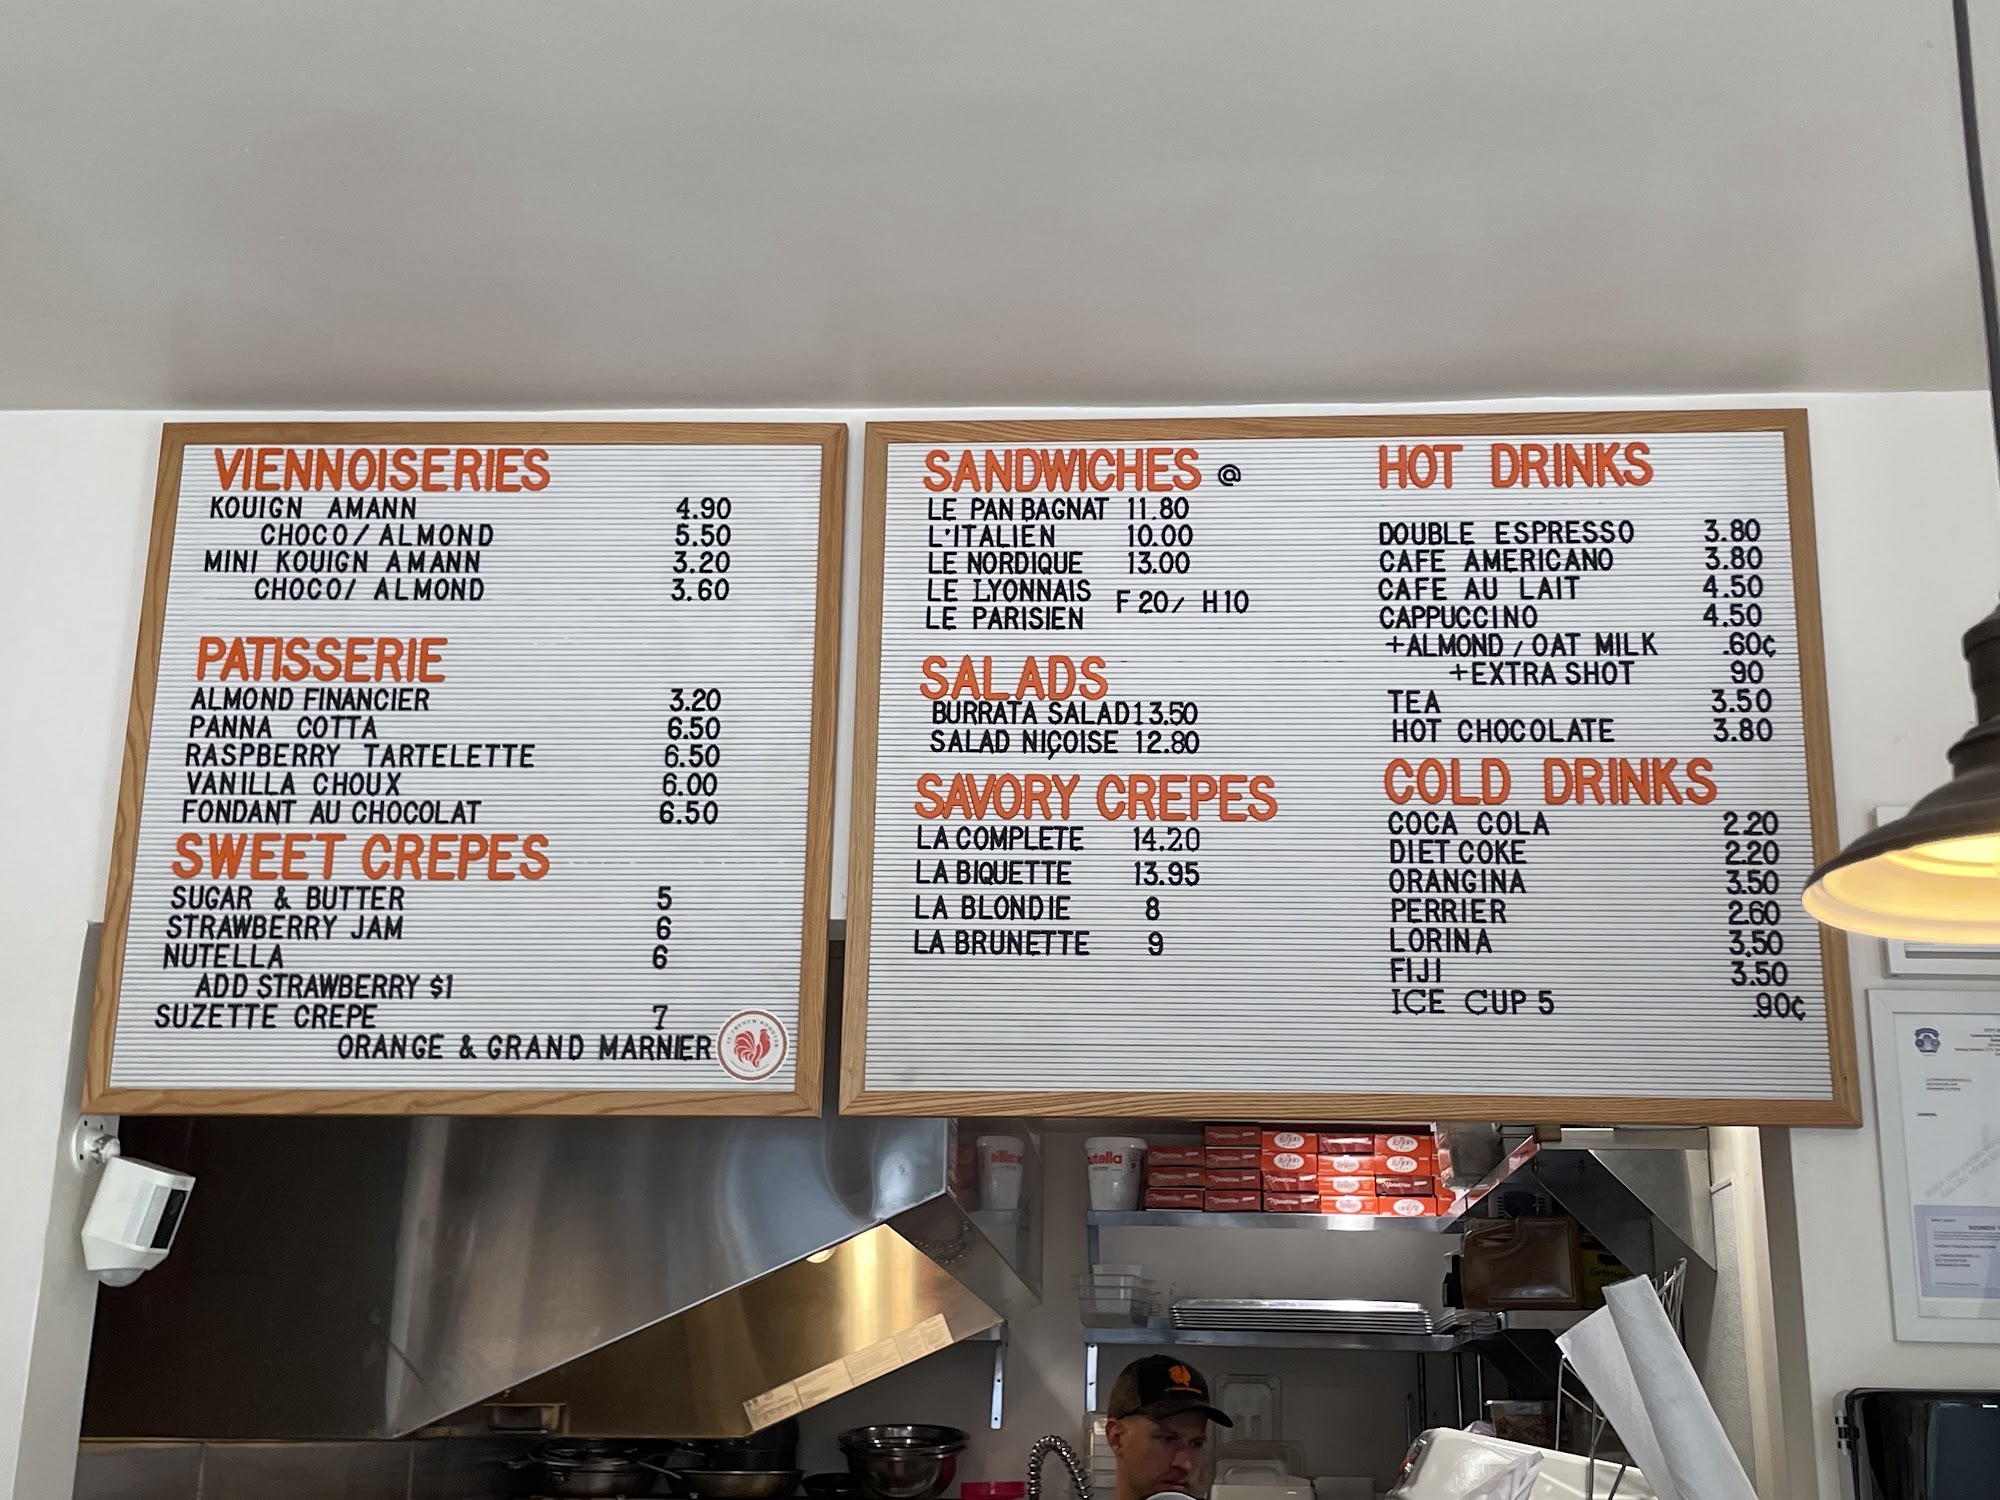 VIENNOISERIES
KOUIGN AMANN 4.90
CHOCO/ALMOND 5.50
MINI KOUIGN AMANN 3.20
CHOCO/ ALMOND 3.60
PATISSERIE
ALMOND FINANCIER 3.20
PANNA COTTA 6.50
RASPBERRY TARTELETTE 6.50
VANILLA CHOUX 6.00
FONDANT AU CHOCOLAT 6.50
SWEET CREPES
SUGAR & BUTTER 5
STRAWBERRY JAM 6
NUTELLA 6
ADD STRAWBERRY $1
SUZETTE CREPE 7
ORANGE & GRAND MARNIER
SANDWICHES @
LE PAN BAGNAT 11.80
L'ITALIEN 10.00
LE NORDIQUE 13.00
LE LYONNAIS
LE PARISIEN
F 20/ H10
SALADS
BURRATA SALAD 13.50
SALAD NIÇOISE 12.80
SAVORY CREPES
LA COMPLETE 14.20
LA BIQUETTE 13.95
LA BLONDIE 8
LA BRUNETTE 9
HOT DRINKS
DOUBLE ESPRESSO 3.80
CAFE AMERICANO 3.80
CAFE AU LAIT 4.50
CAPPUCCINO 4.50
+ALMOND/OAT MILK .60¢
+EXTRA SHOT 90
TEA 3.50
HOT CHOCOLATE 3.80
COLD DRINKS
COCA COLA 2.20
DIET COKE 2.20
ORANGINA 3.50
PERRIER 2.60
LORINA 3.50
FIJI 3.50
ICE CUP 5 .90¢
utella